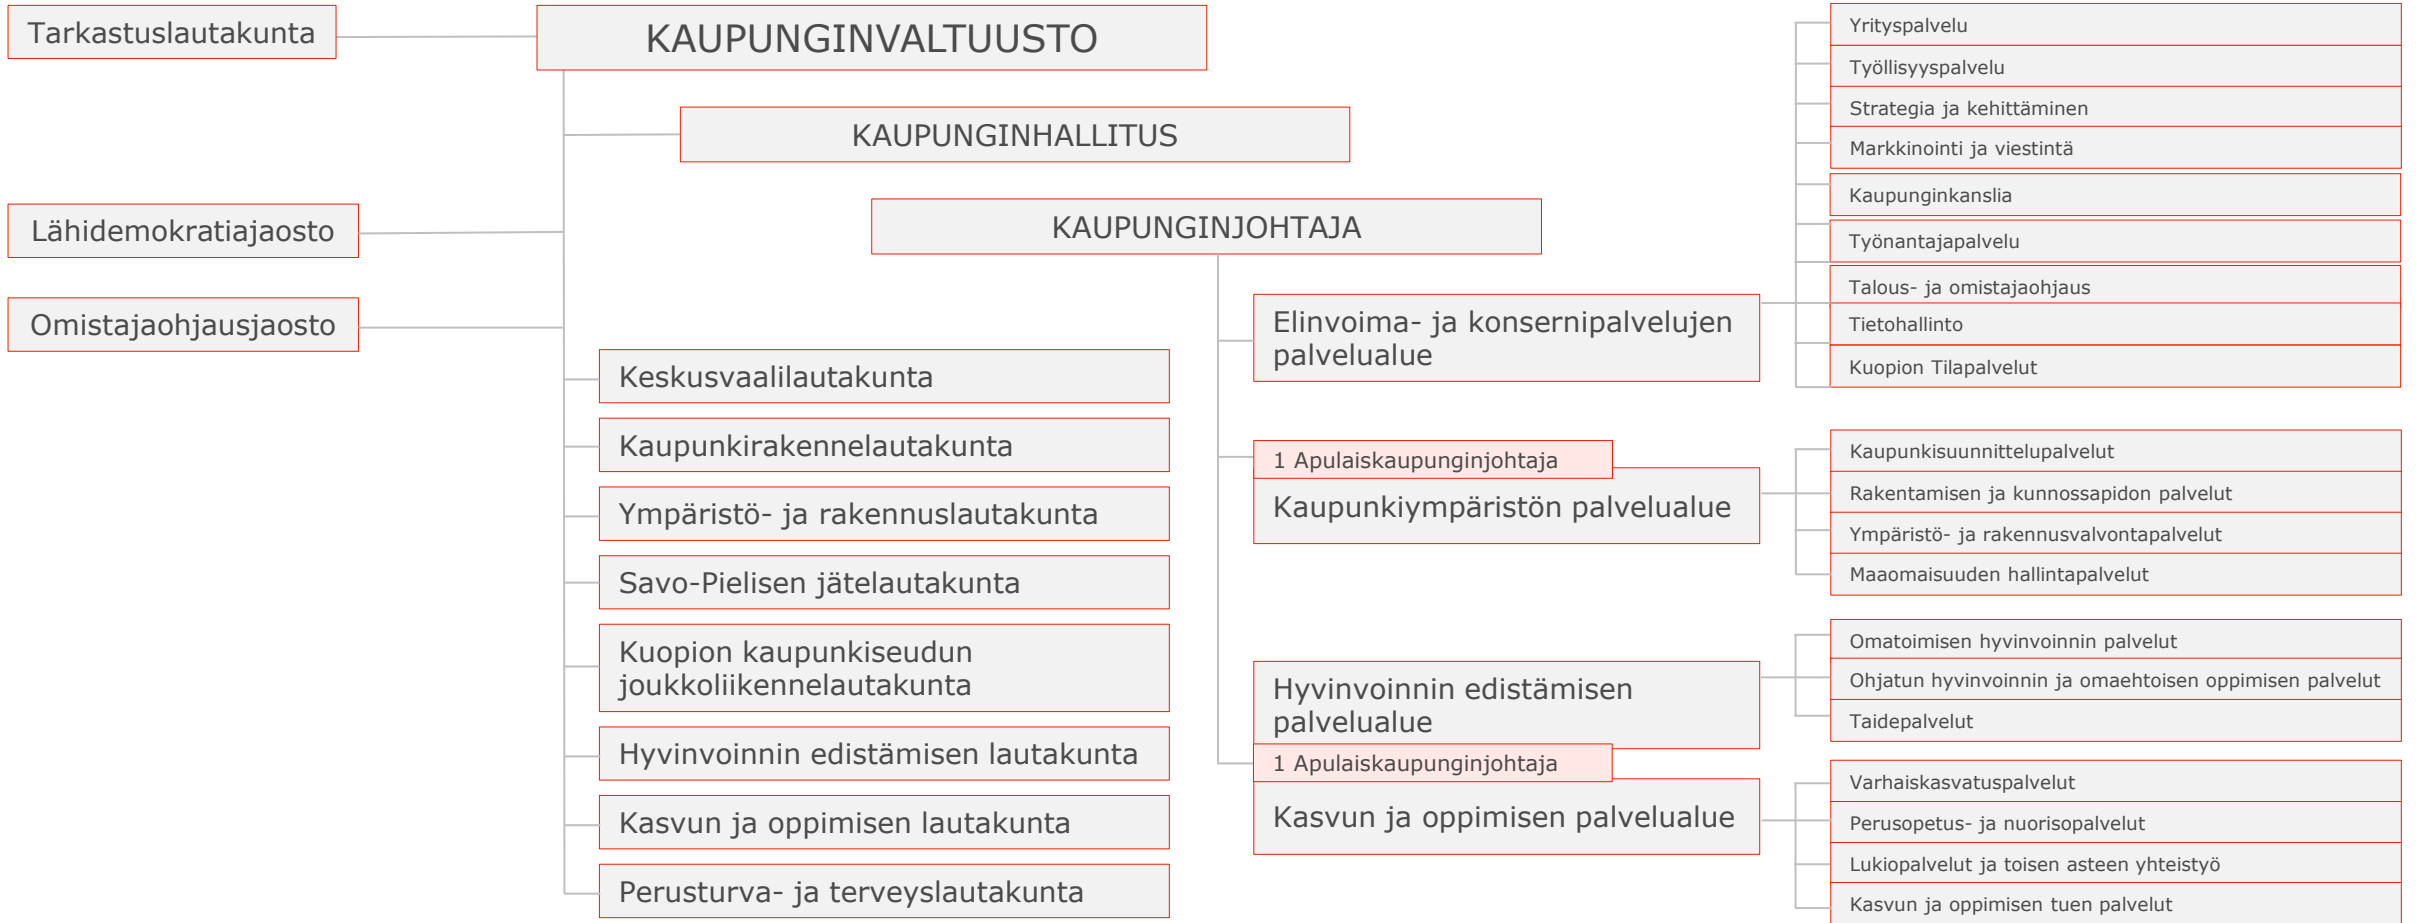 Tarkastuslautakunta
KAUPUNGINVALTUUSTO
KAUPUNGINHALLITUS
Lähidemokratiajaosto
KAUPUNGINJOHTAJA
Omistajaohjausjaosto
Keskusvaalilautakunta
Kaupunkirakennelautakunta
Ympäristö- ja rakennuslautakunta
Savo-Pielisen jätelautakunta
Kuopion kaupunkiseudun
joukkoliikennelautakunta
Hyvinvoinnin edistämisen lautakunta
Kasvun ja oppimisen lautakunta
Perusturva- ja terveyslautakunta
Elinvoima- ja konsernipalvelujen
palvelualue
Yrityspalvelu
Työllisyyspalvelu
Strategia ja kehittäminen
Markkinointi ja viestintä
Kaupunginkanslia
Työnantajapalvelu
Talous- ja omistajaohjaus
Tietohallinto
Kuopion Tilapalvelut
1 Apulaiskaupunginjohtaja
Kaupunkiympäristön palvelualue
Kaupunkisuunnittelupalvelut
Rakentamisen ja kunnossapidon palvelut
Ympäristö- ja rakennusvalvontapalvelut
Maaomaisuuden hallintapalvelut
Hyvinvoinnin edistämisen
palvelualue
Omatoimisen hyvinvoinnin palvelut
Ohjatun hyvinvoinnin ja omaehtoisen oppimisen palvelut
Taidepalvelut
1 Apulaiskaupunginjohtaja
Kasvun ja oppimisen palvelualue
Varhaiskasvatuspalvelut
Perusopetus- ja nuorisopalvelut
Lukiopalvelut ja toisen asteen yhteistyö
Kasvun ja oppimisen tuen palvelut